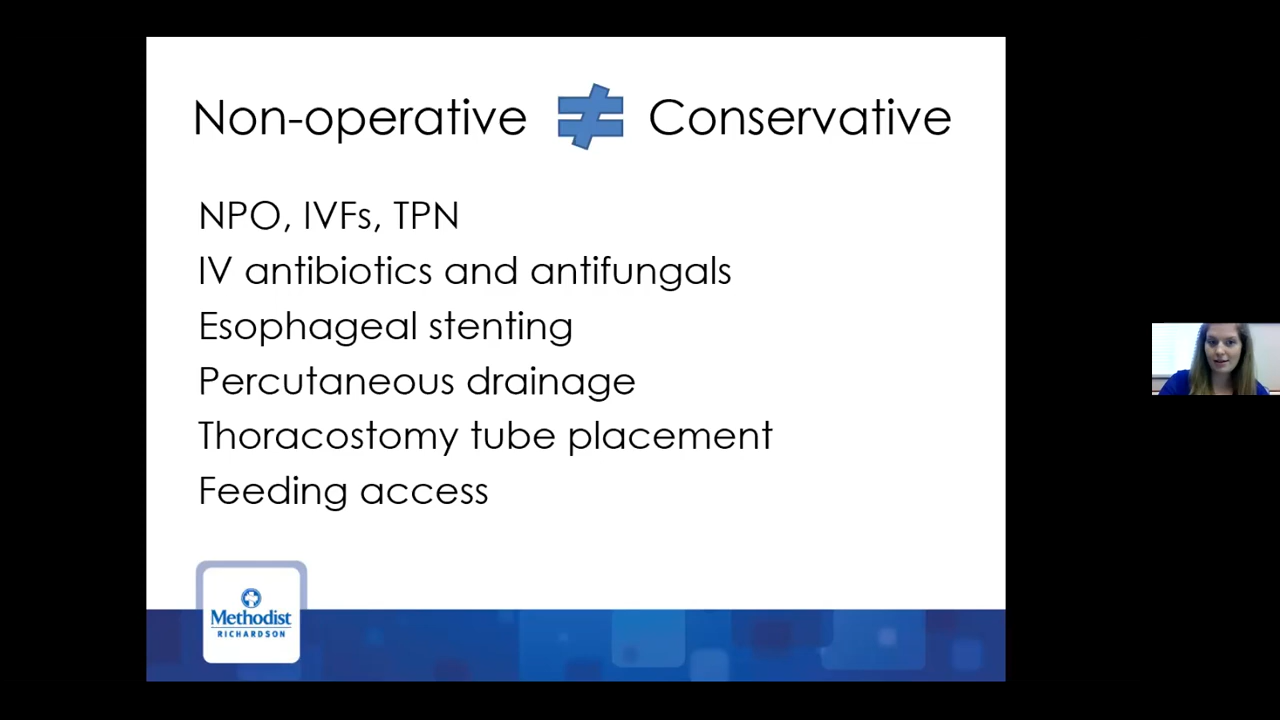 Non-operative ≠ Conservative
NPO, IVFs, TPN
IV antibiotics and antifungals
Esophageal stenting
Percutaneous drainage
Thoracostomy tube placement
Feeding access
Methodist
RICHARDSON